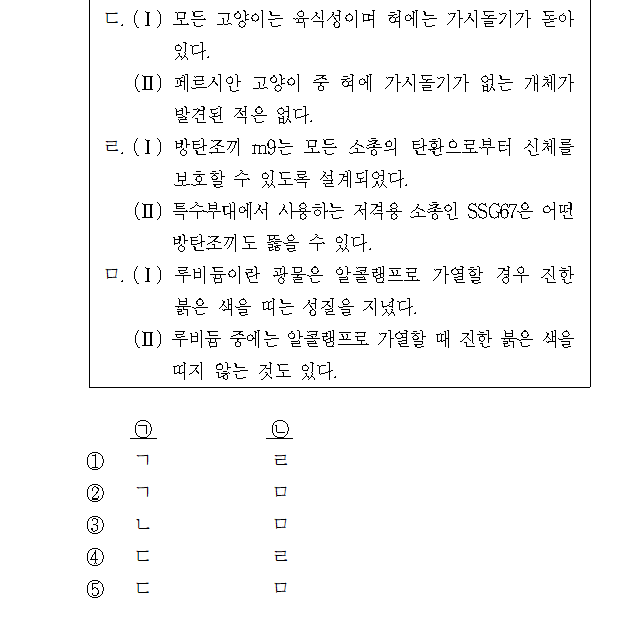 ㄷ. (Ⅰ) 모든 고양이는 육식성이며 혀에는 가시돌기가 돋아
있다.
(Ⅱ) 페르시안 고양이 중 혀에 가시돌기가 없는 개체가
발견된 적은 없다.
ㄹ. (Ⅰ) 방탄조끼 m9는 모든 소총의 탄환으로부터 신체를
보호할 수 있도록 설계되었다.
(Ⅱ) 특수부대에서 사용하는 저격용 소총인 SSG67은 어떤
방탄조끼도 뚫을 수 있다.
ㅁ. (Ⅰ) 루비듐이란 광물은 알콜램프로 가열할 경우 진한
붉은 색을 띠는 성질을 지녔다.
(Ⅱ) 루비듐 중에는 알콜램프로 가열할 때 진한 붉은 색을
띠지 않는 것도 있다.
㉠ ㉡
① ㄱ ㄹ
② ㄱ ㅁ
③ ㄴ ㅁ
④ ㄷ ㄹ
⑤ ㄷ ㅁ